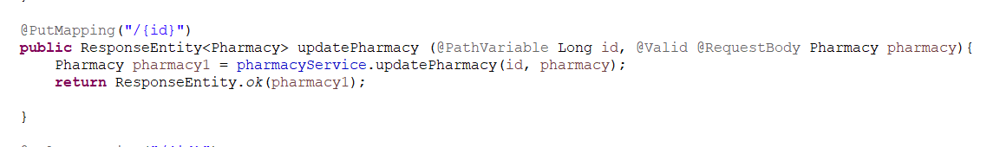 @PutMapping("/{id}")
public ResponseEntity<Pharmacy> updatePharmacy (@PathVariable Long id, @Valid @RequestBody Pharmacy pharmacy){
    Pharmacy pharmacy1 = pharmacyService.updatePharmacy(id, pharmacy);
    return ResponseEntity.ok(pharmacy1);
}